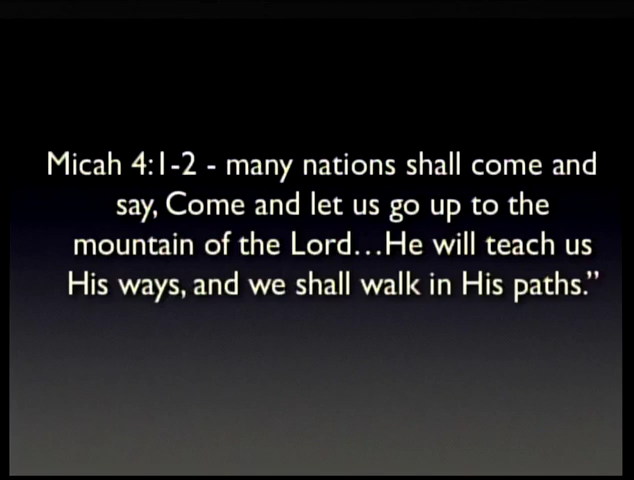 Micah 4:1-2 - many nations shall come and
say, Come and let us go up to the
mountain of the Lord…He will teach us
His ways, and we shall walk in His paths.”